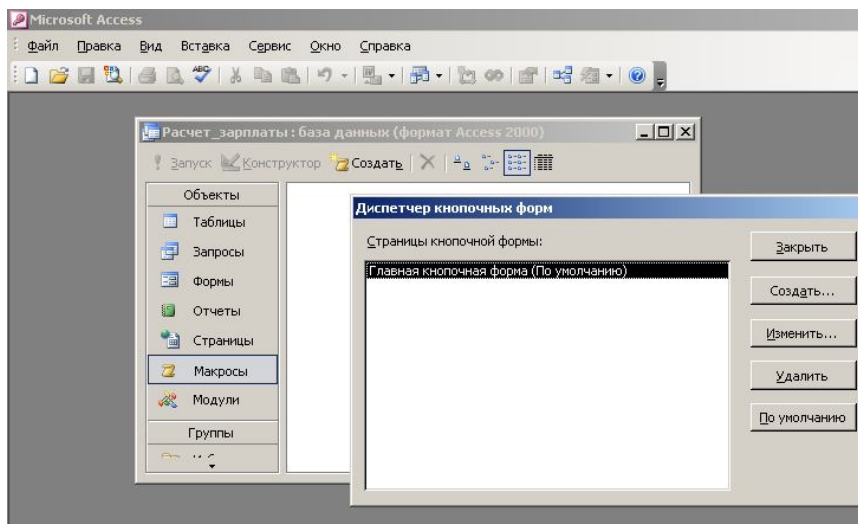 Microsoft Access
Файл Правка Вид Вставка Сервис Окно Справка
Расчет_зарплаты : база данных (формат Access 2000)
Запуск Конструктор Создать
Объекты
Таблицы
Запросы
Формы
Отчеты
Страницы
Макросы
Модули
Группы
Диспетчер кнопочных форм
Страницы кнопочной формы:
Главная кнопочная форма (По умолчанию)
Закрыть
Создать...
Изменить...
Удалить
По умолчанию